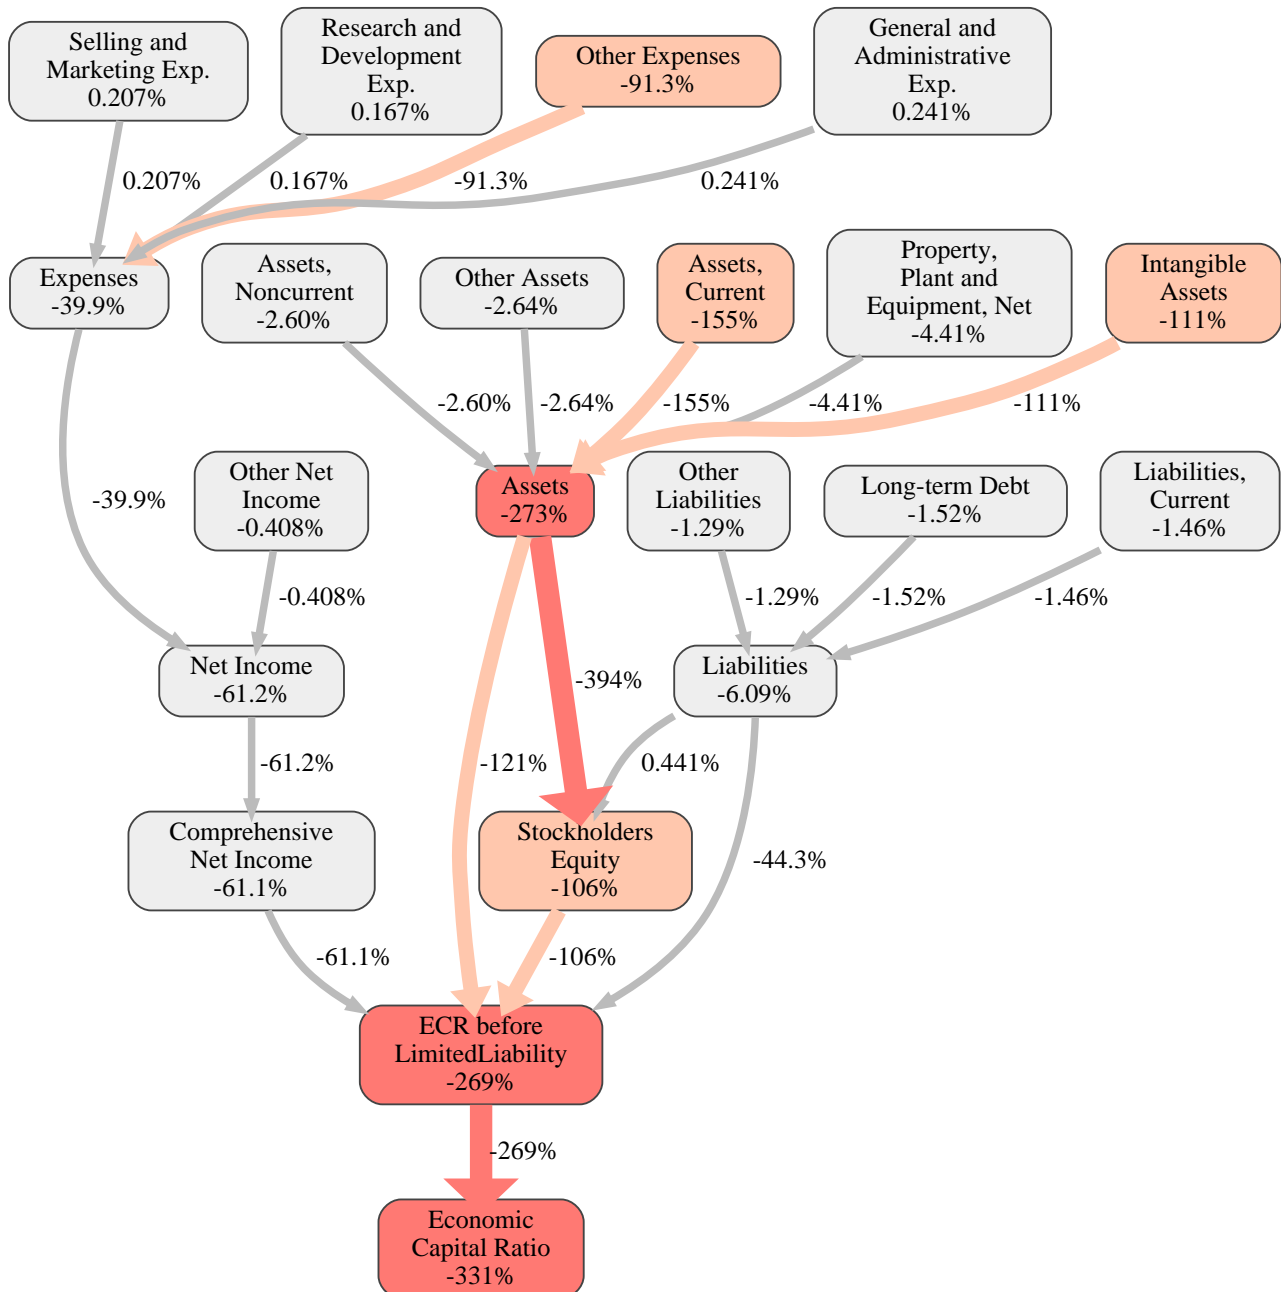 Selling and
Marketing Exp.
0.207%
Research and
Development
Exp.
0.167%
Other Expenses
-91.3%
General and
Administrative
Exp.
0.241%
0.207%
0.167%
-91.3%
0.241%
Expenses
-39.9%
Assets,
Noncurrent
-2.60%
Other Assets
-2.64%
Assets,
Current
-155%
Property,
Plant and
Equipment, Net
-4.41%
Intangible
Assets
-111%
-2.60%
-2.64%
-155%
-4.41%
-111%
-39.9%
Other Net
Income
-0.408%
Assets
-273%
Other
Liabilities
-1.29%
Long-term Debt
-1.52%
Liabilities,
Current
-1.46%
-0.408%
-1.29%
-1.52%
-1.46%
Net Income
-61.2%
-394%
Liabilities
-6.09%
-61.2%
-121%
0.441%
Comprehensive
Net Income
-61.1%
Stockholders
Equity
-106%
-44.3%
-61.1%
-106%
ECR before
LimitedLiability
-269%
-269%
Economic
Capital Ratio
-331%